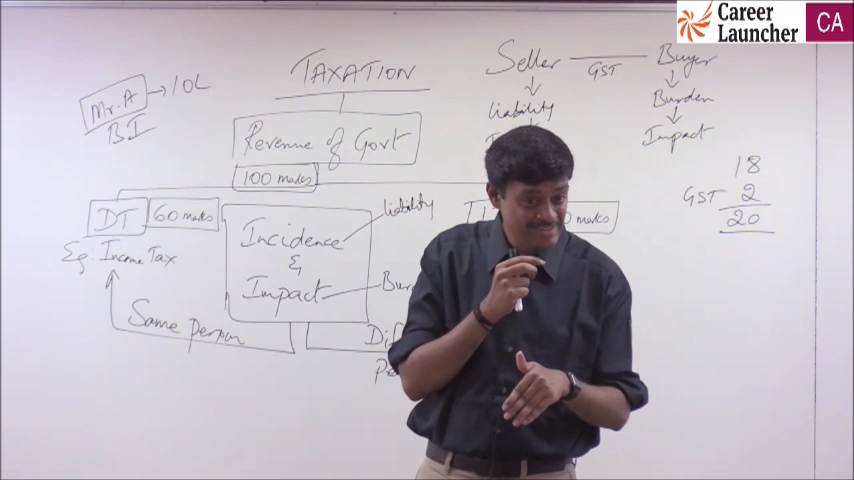 Career
Launcher
CA
Mr. A → 10L
BI
TAXATION
Revenue of Govt
100 marks
DT
60 marks
Eg: Income Tax
Same person
Incidence
&
Impact
liability
Seller
GST
Buyer
liability
Burden
Impact
18
GST 2
20
marks